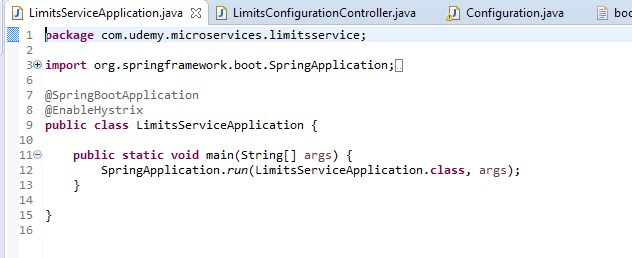 LimitsServiceApplication.java LimitsConfigurationController.java Configuration.java boo
1 package com.udemy.microservices.limitsservice;
2
3 import org.springframework.boot.SpringApplication;
6
7 @SpringBootApplication
8 @EnableHystrix
9 public class LimitsServiceApplication {
10
11 public static void main(String[] args) {
12 SpringApplication.run(LimitsServiceApplication.class, args);
13 }
14
15 }
16